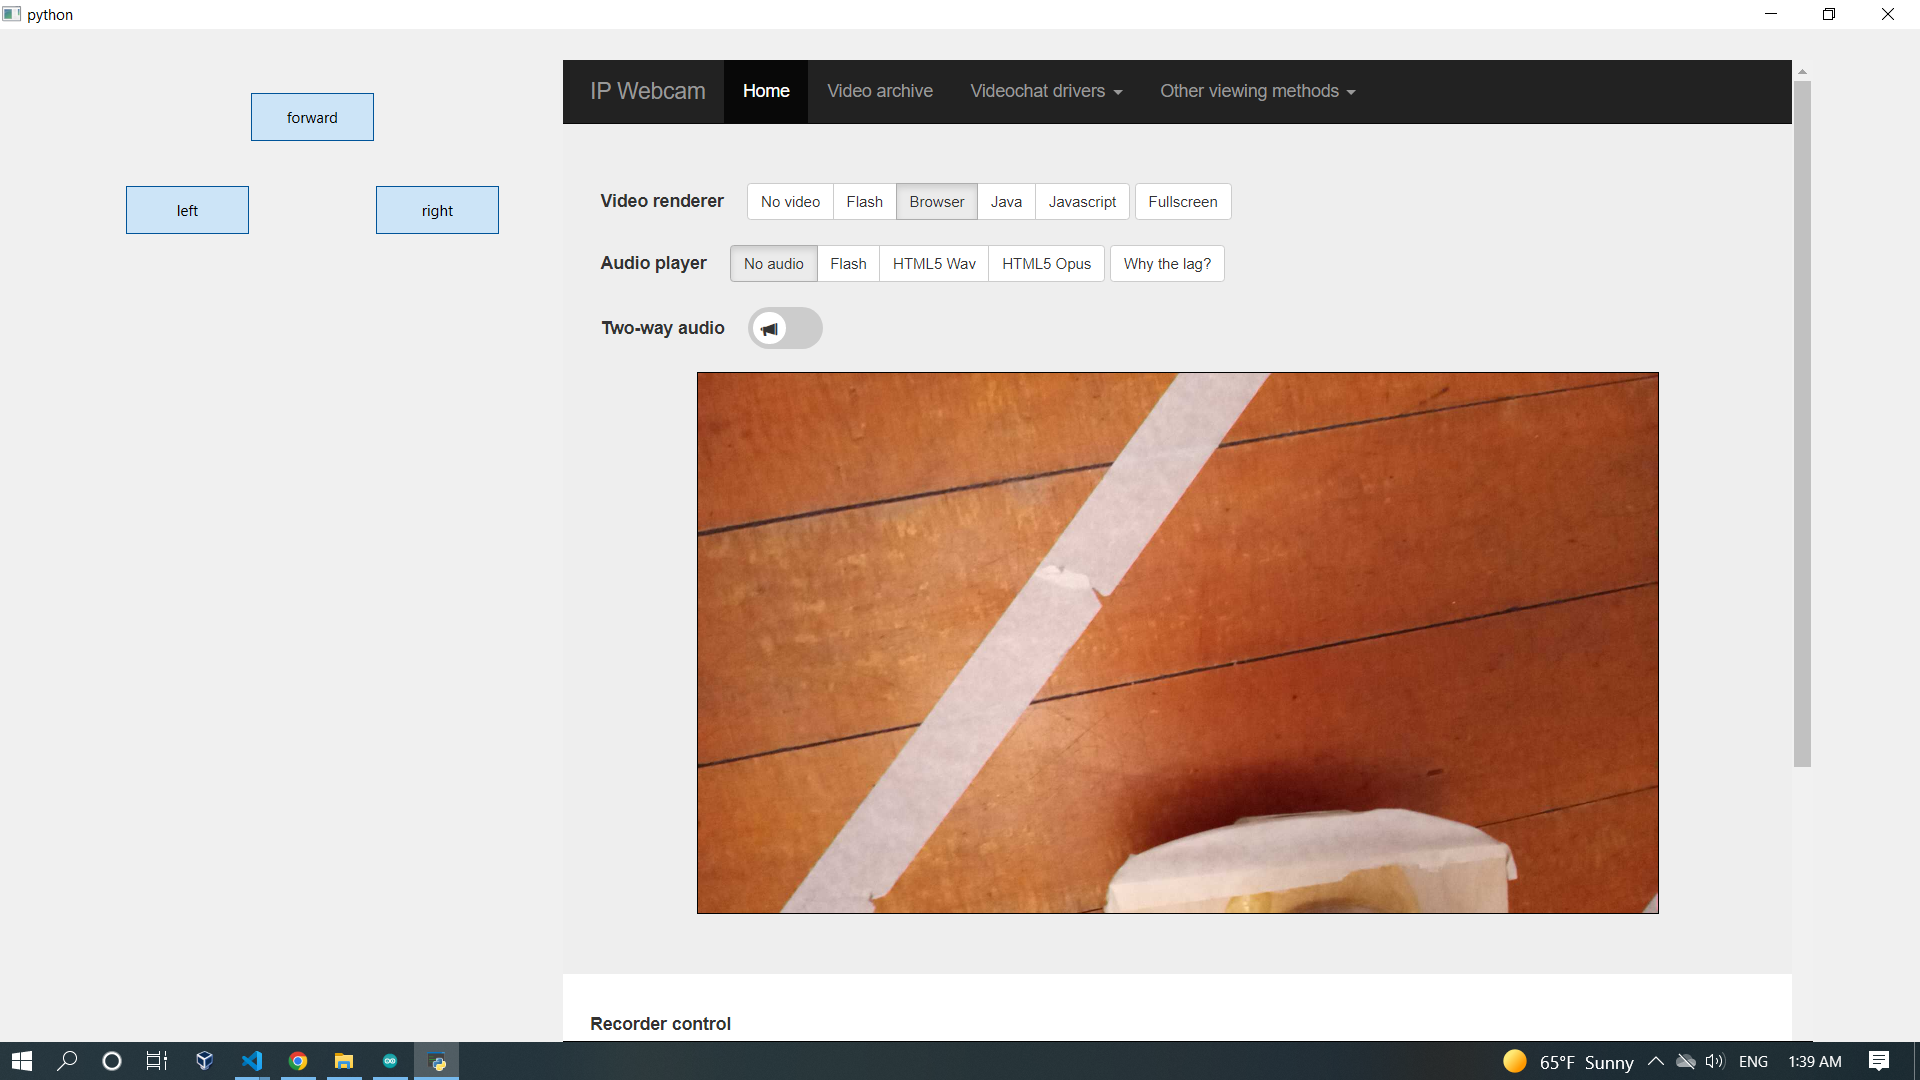 python
forward
left
right
IP Webcam Home Video archive Videochat drivers Other viewing methods
Video renderer No video Flash Browser Java Javascript Fullscreen
Audio player No audio Flash HTML5 Wav HTML5 Opus Why the lag?
Two-way audio
Recorder control
65°F Sunny ENG 1:39 AM